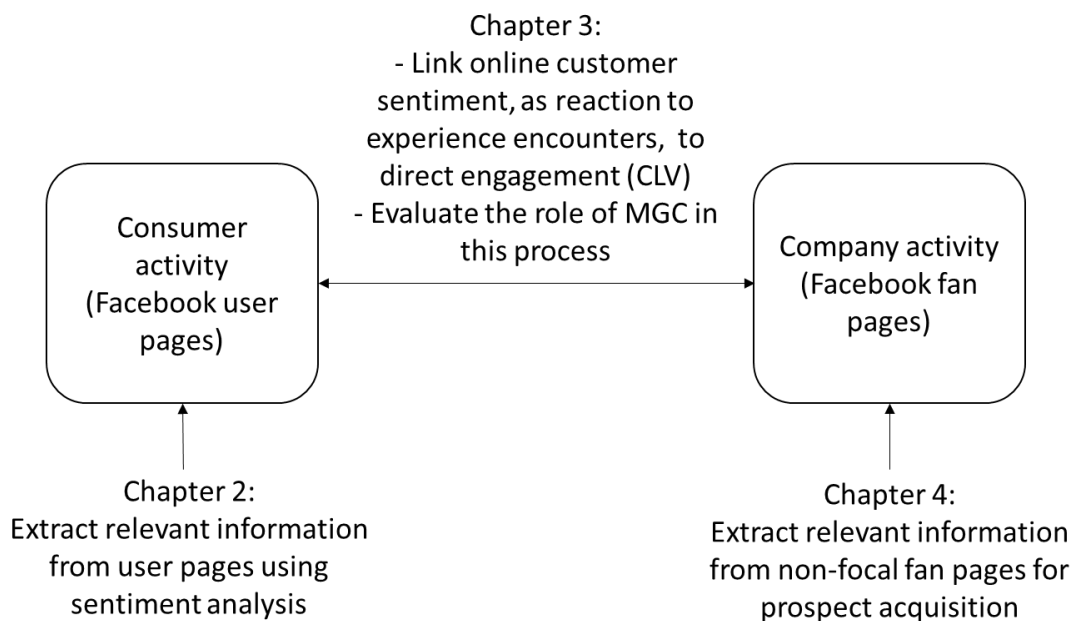 Chapter 3:
- Link online customer
sentiment, as reaction to
experience encounters, to
direct engagement (CLV)
- Evaluate the role of MGC in
this process
Consumer
activity
(Facebook user
pages)
Company activity
(Facebook fan
pages)
Chapter 2:
Extract relevant information
from user pages using
sentiment analysis
Chapter 4:
Extract relevant information
from non-focal fan pages for
prospect acquisition